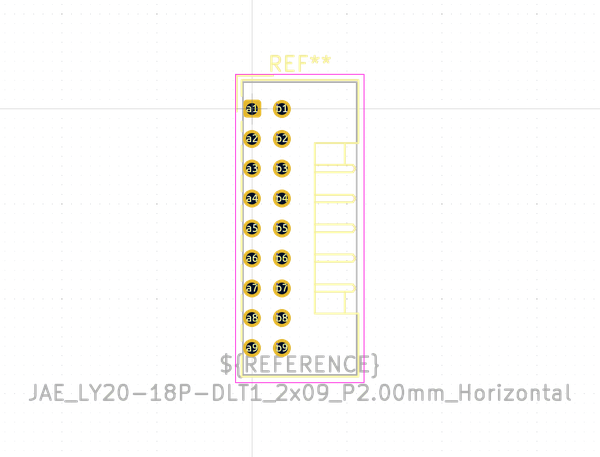 REF**
a1 b1
a2 b2
a3 b3
a4 b4
a5 b5
a6 b6
a7 b7
a8 b8
a9 b9
${REFERENCE}
JAE_LY20-18P-DLT1_2x09_P2.00mm_Horizontal